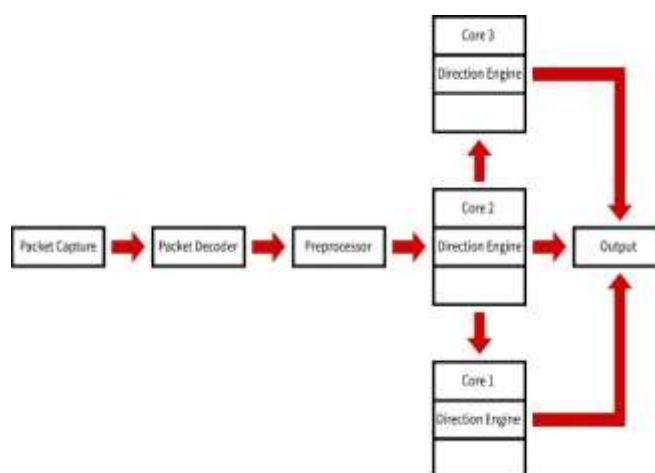 Core 3
Direction Engine
Core 2
Packet Capture
Packet Decoder
Preprocessor
Direction Engine
Output
Core 1
Direction Engine